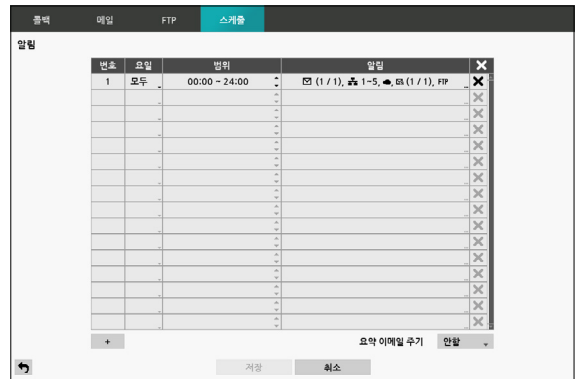 콜백 메일 FTP 스케줄
알림
번호 요일 범위 알림
1 모두 00:00 ~ 24:00 (1 / 1), 1~5, (1 / 1), FTP
+ 요약 이메일 주기 안함
저장 취소